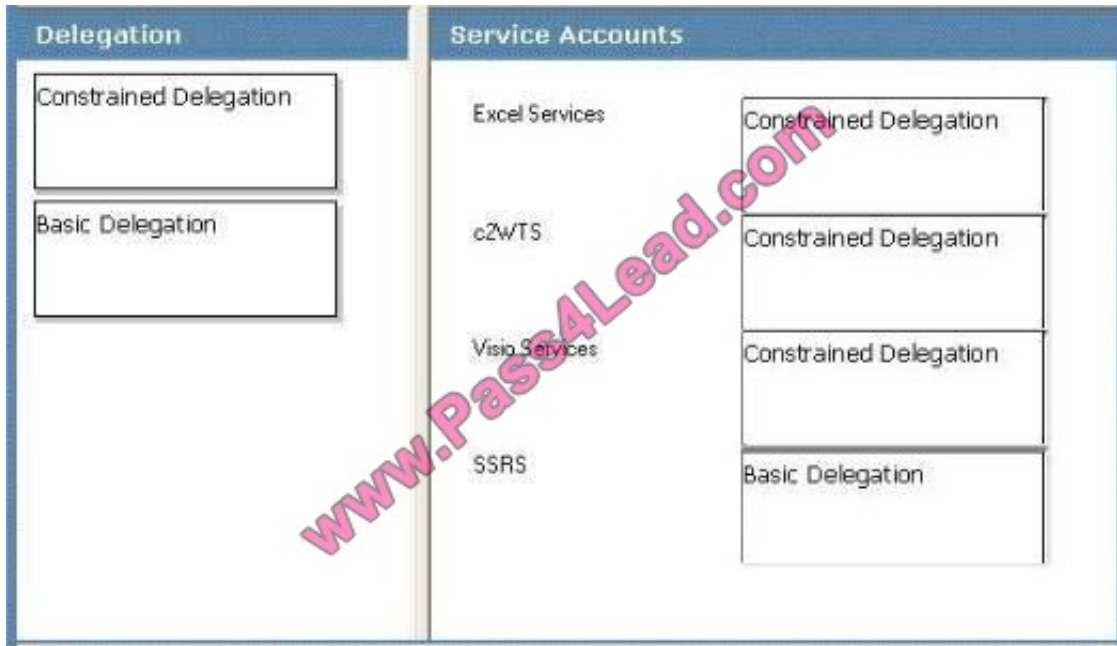 Delegation
Service Accounts
Constrained Delegation
Basic Delegation
Excel Services
Constrained Delegation
c2WTS
Constrained Delegation
Visio Services
Constrained Delegation
SSRS
Basic Delegation
www.Pass4Lead.com